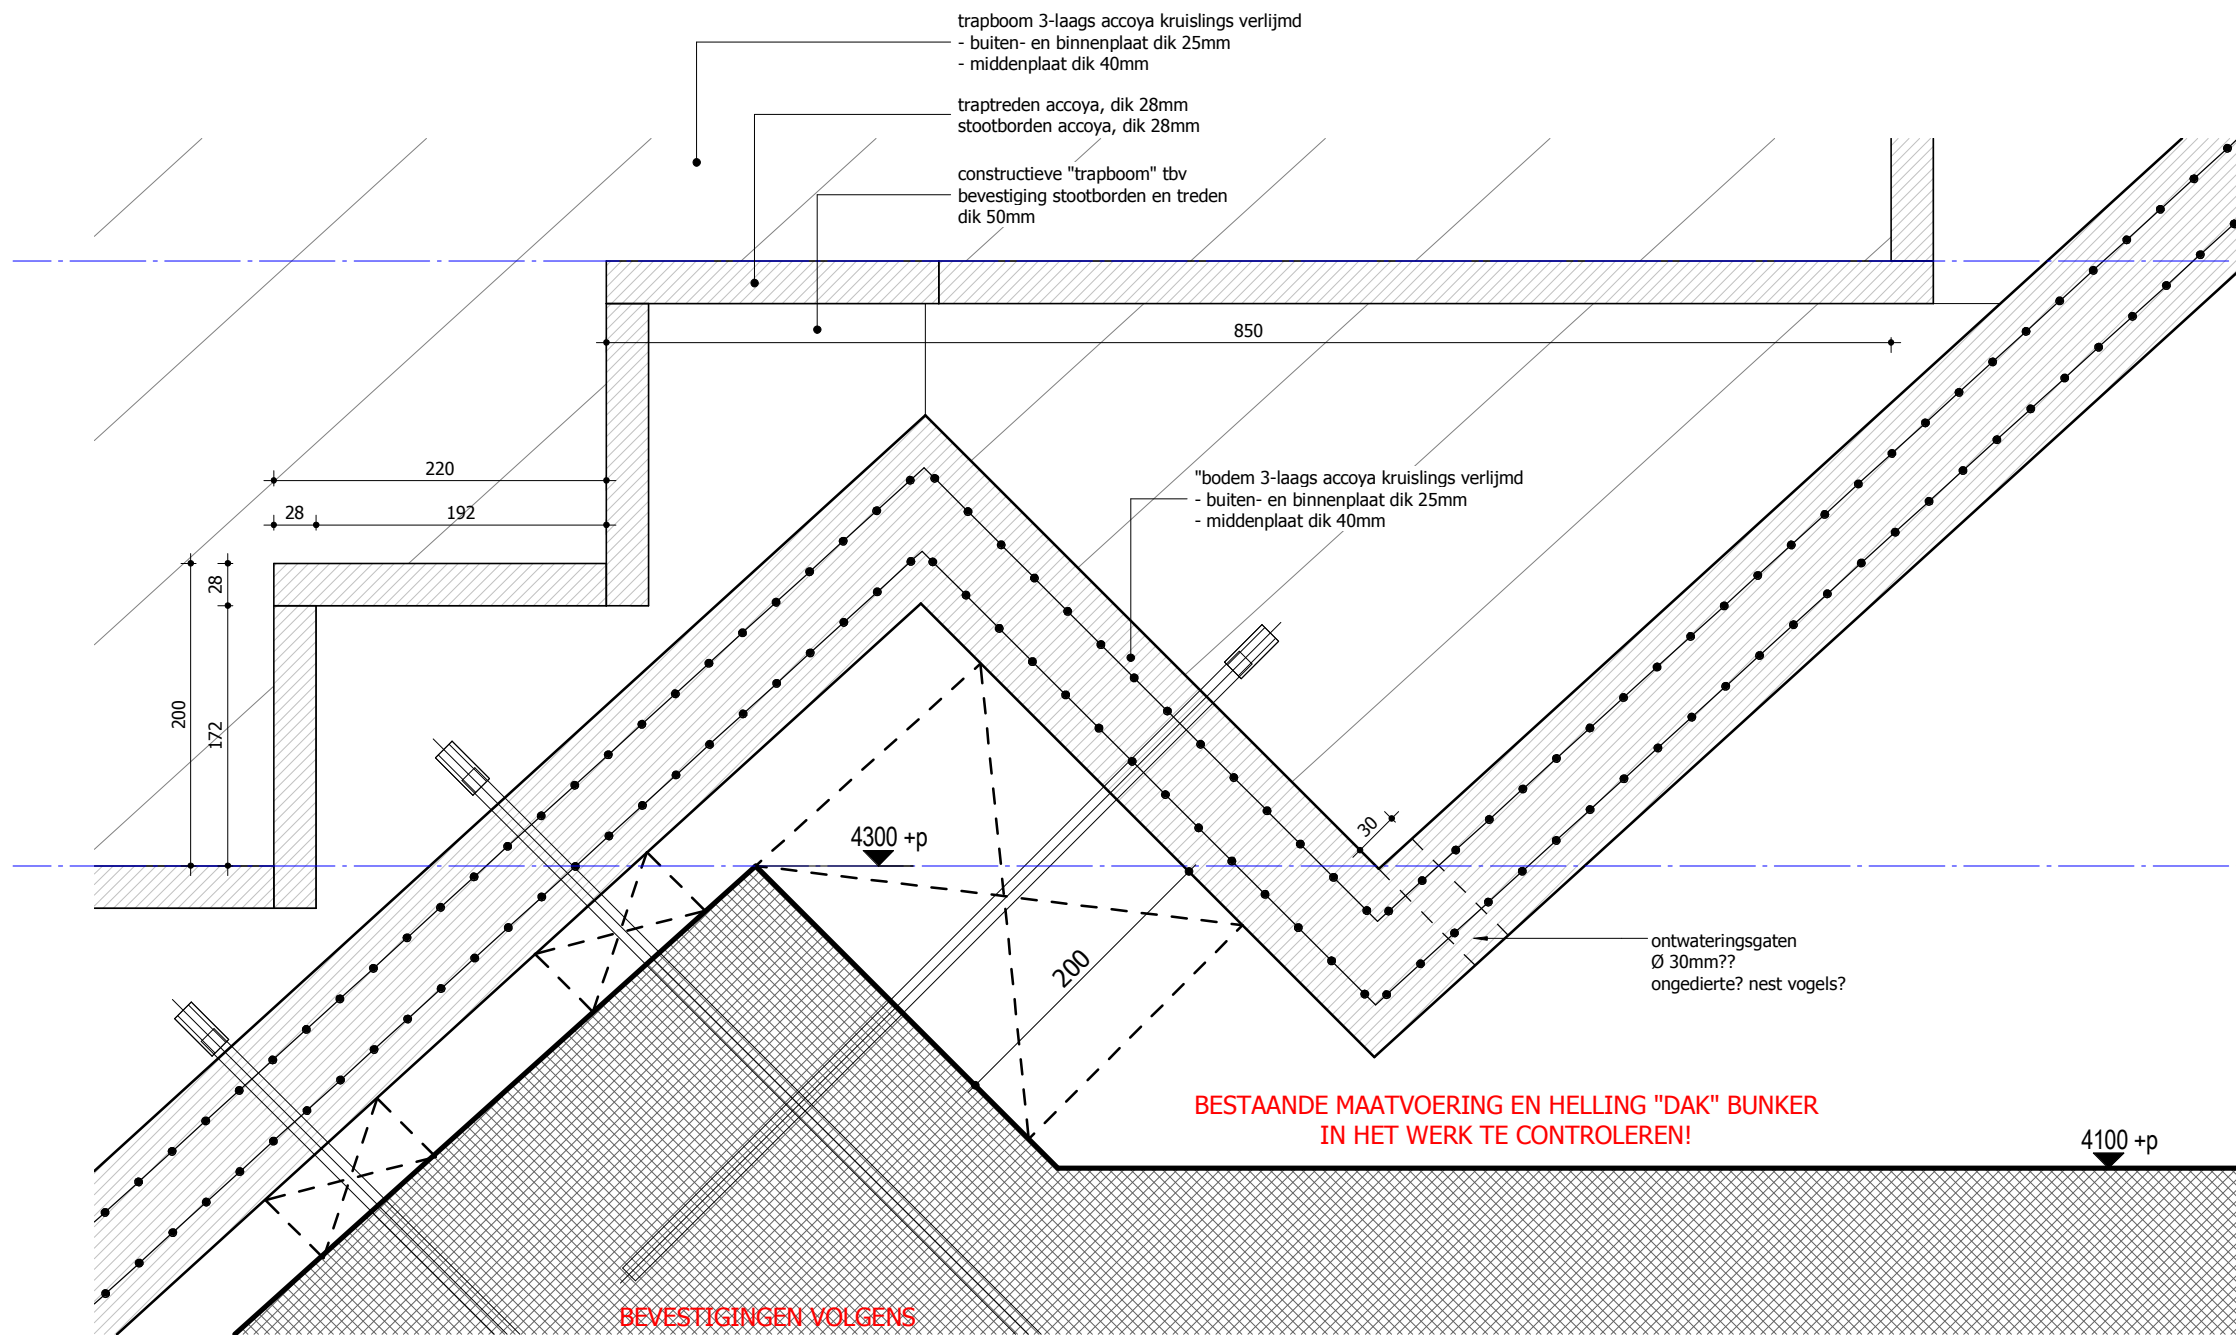 trapboom 3-laags accoya kruislings verlijmd
- buiten- en binnenplaat dik 25mm
- middenplaat dik 40mm
traptreden accoya, dik 28mm
stootborden accoya, dik 28mm
constructieve "trapboom" tbv
bevestiging stootborden en treden
dik 50mm
850
220
28
192
"bodem 3-laags accoya kruislings verlijmd
- buiten- en binnenplaat dik 25mm
- middenplaat dik 40mm
28
200
172
4300 +p
30
ontwateringsgaten
Ø 30mm??
ongedierte? nest vogels?
200
BESTAANDE MAATVOERING EN HELLING "DAK" BUNKER
IN HET WERK TE CONTROLEREN!
4100 +p
BEVESTIGINGEN VOLGENS